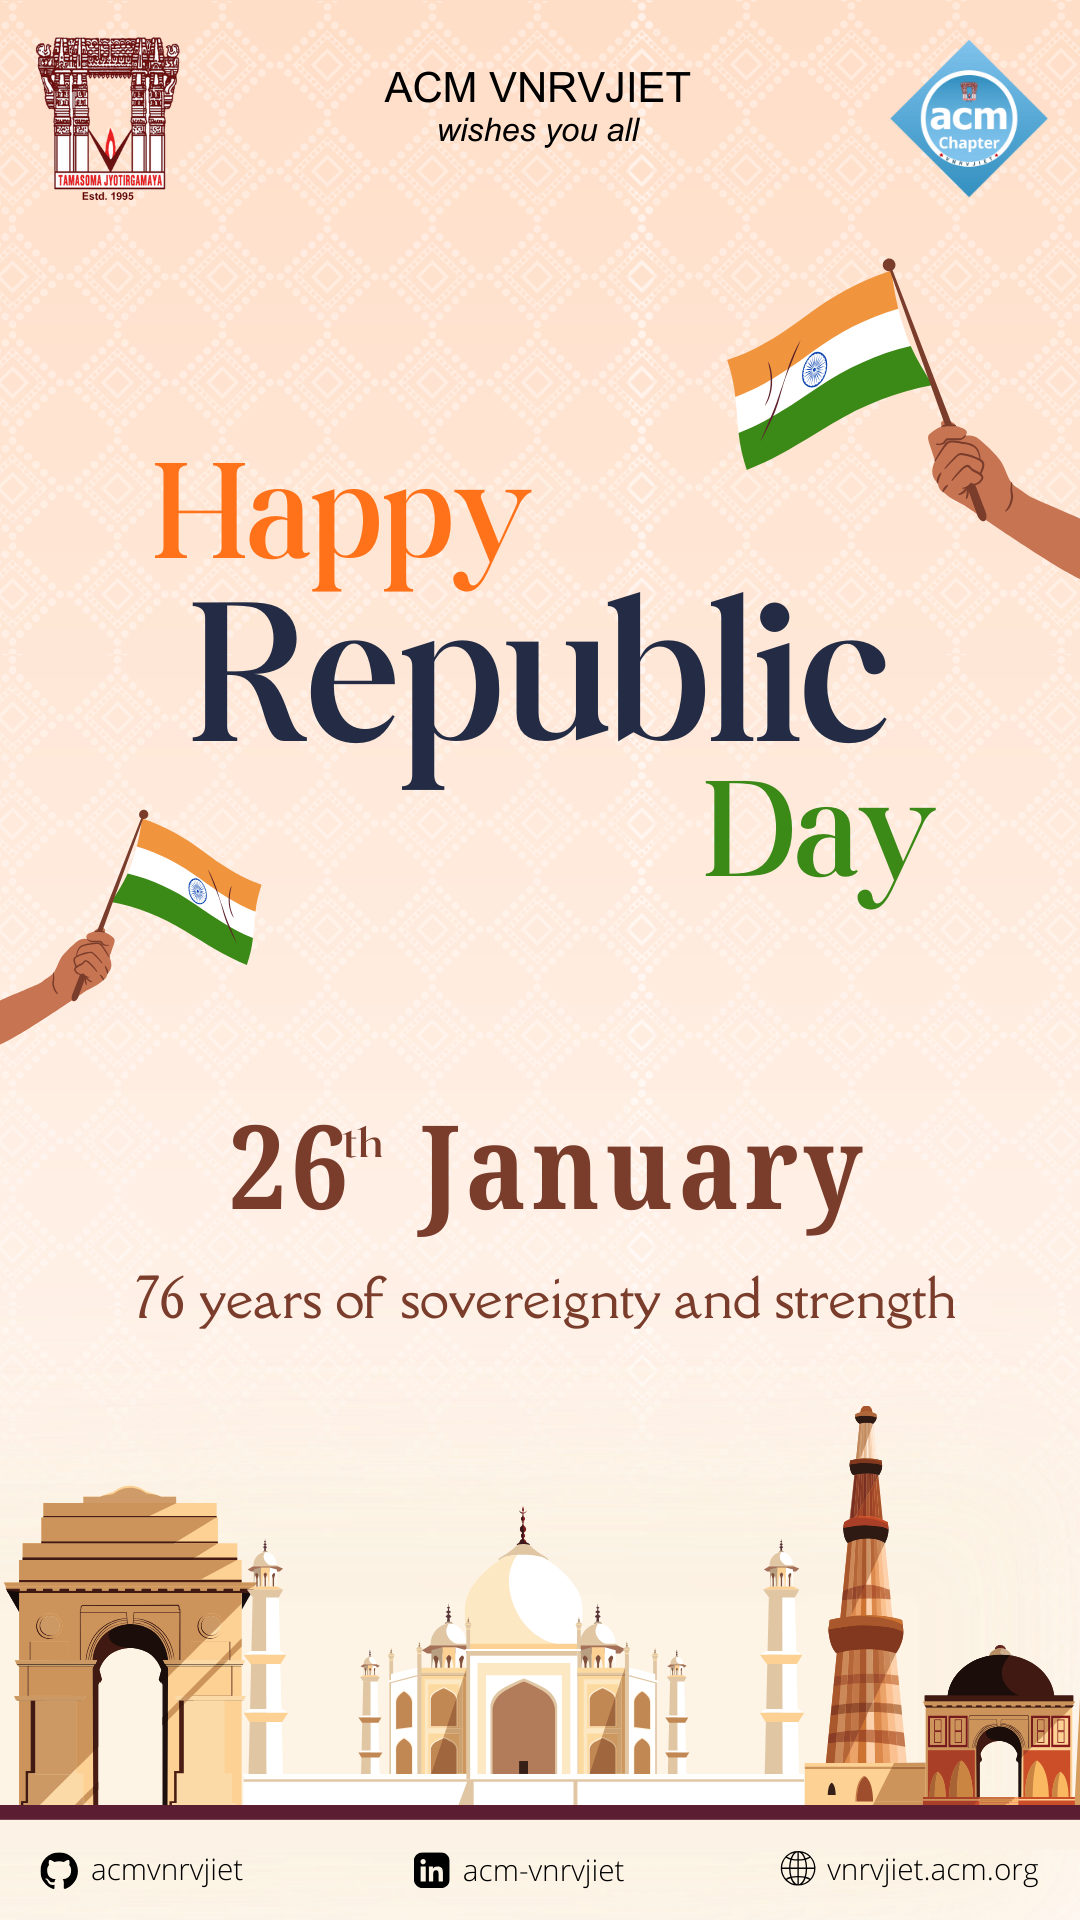 TAMASOMA JYOTIRGAMAYA
Estd. 1995
ACM VNRVJIET
wishes you all
acm
Chapter
VNRVJIET
Happy
Republic
Day
26th January
76 years of sovereignty and strength
acmvnrvjiet
acm-vnrvjiet
vnrvjiet.acm.org